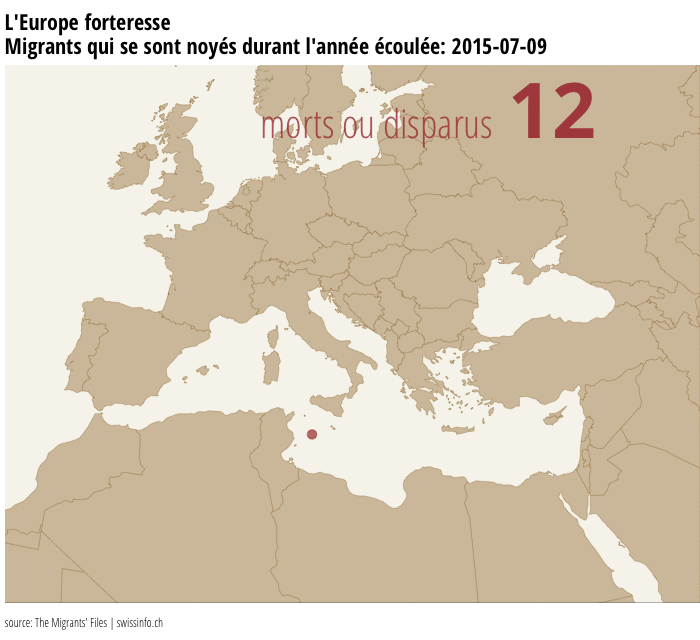 L'Europe forteresse
Migrants qui se sont noyés durant l'année écoulée: 2015-07-09
morts ou disparus 12
source: The Migrants' Files | swissinfo.ch